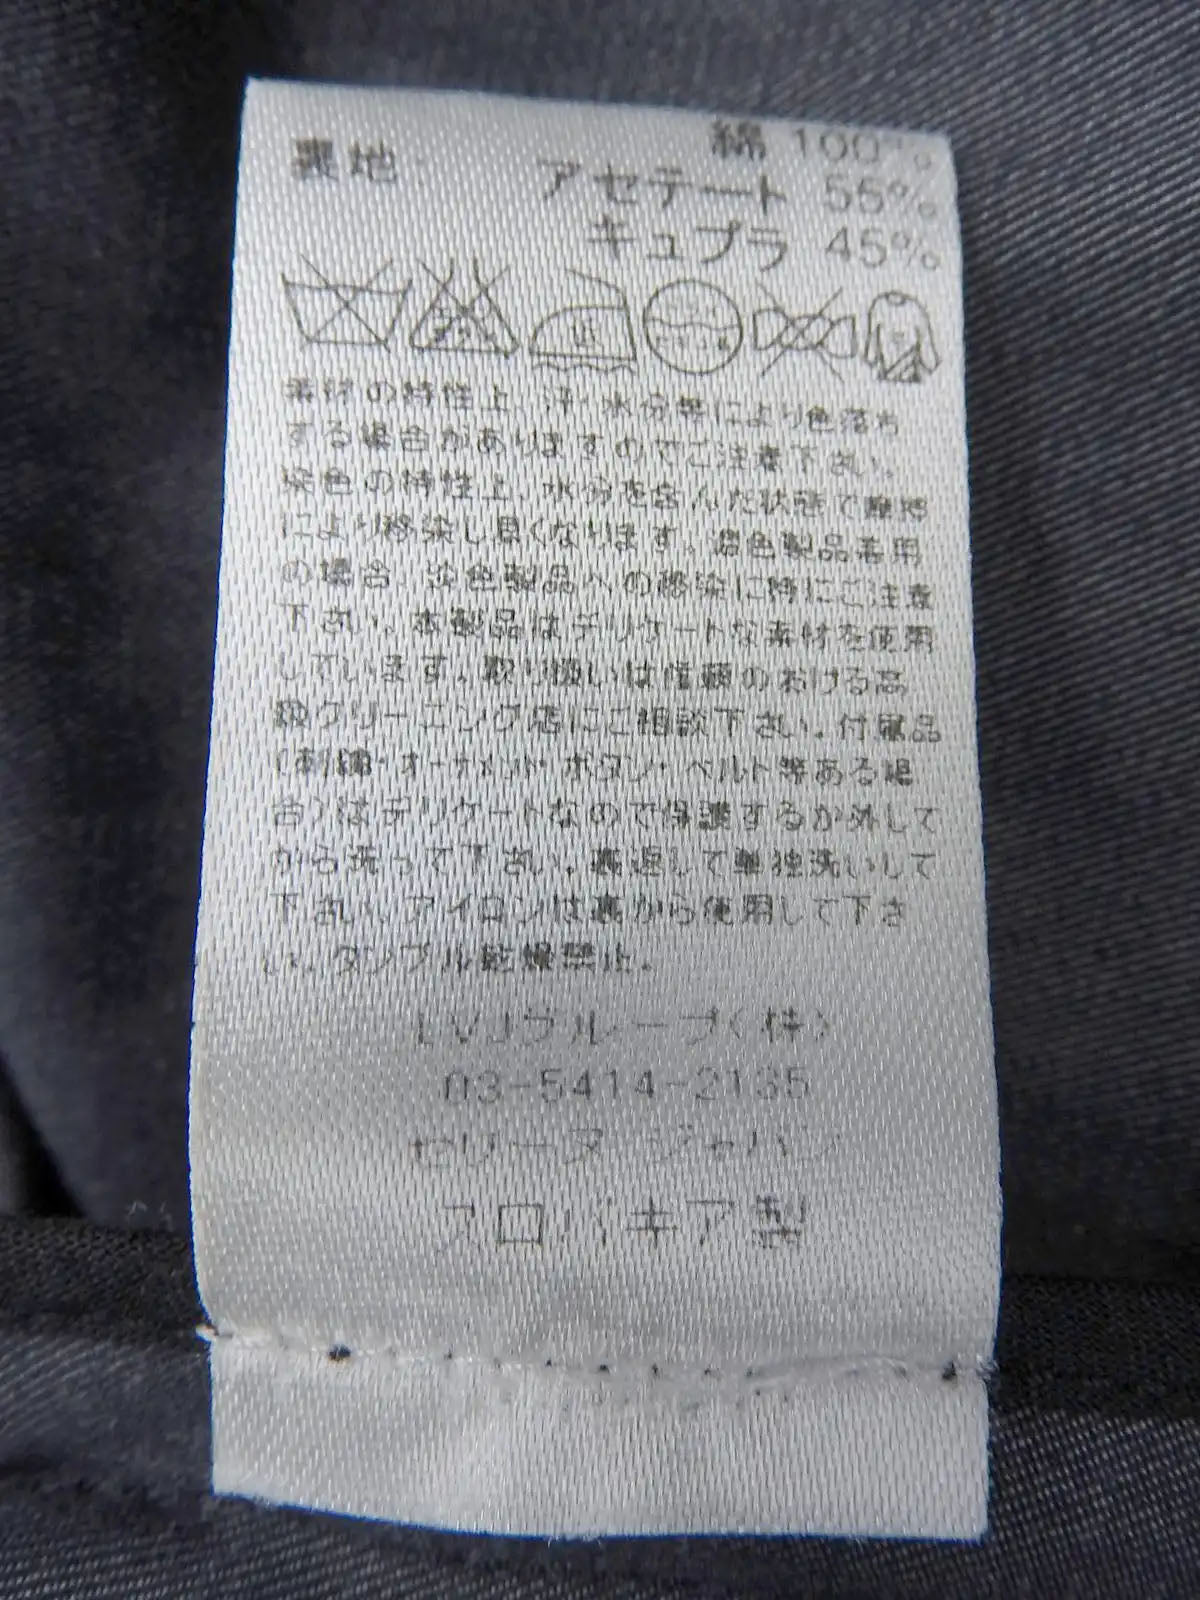 綿 100%
裏地 アセテート 55%
キュプラ 45%
素材の特性上、汗・水分等により色落ち
する場合がありますのでご注意下さい。
染色の特性上、水分を含んだ状態で摩擦
により移染し易くなります。濃色製品着用
の場合、淡色製品への移染に特にご注意
下さい。本製品はデリケートな素材を使用
しています。取り扱いは信頼のおける高
級クリーニング店にご相談下さい。付属品
(刺繍・オーナメント・ボタン・ベルト等ある場
合)はデリケートなので保護するか外して
から洗って下さい。裏返して単独洗いして
下さい。アイロンは裏から使用して下さ
い。タンブル乾燥禁止。
LVJグループ(株)
03-5414-2135
セリーヌ ジャパン
スロバキア製